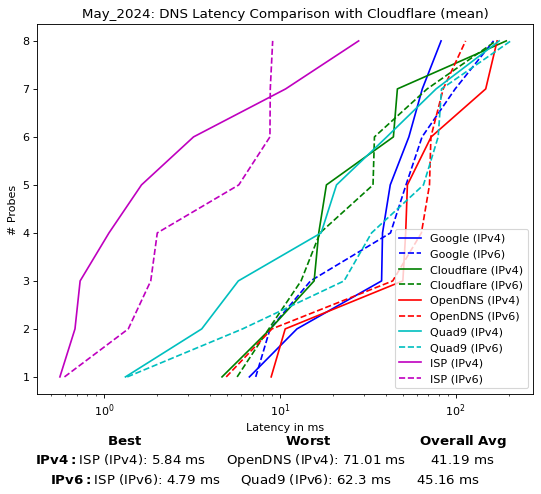 May_2024: DNS Latency Comparison with Cloudflare (mean)
8
7
6
5
4
3
2
1
# Probes
Google (IPv4)
Google (IPv6)
Cloudflare (IPv4)
Cloudflare (IPv6)
OpenDNS (IPv4)
OpenDNS (IPv6)
Quad9 (IPv4)
Quad9 (IPv6)
ISP (IPv4)
ISP (IPv6)
10⁰ 10¹ 10²
Latency in ms
Best Worst Overall Avg
IPv4: ISP (IPv4): 5.84 ms OpenDNS (IPv4): 71.01 ms 41.19 ms
IPv6: ISP (IPv6): 4.79 ms Quad9 (IPv6): 62.3 ms 45.16 ms